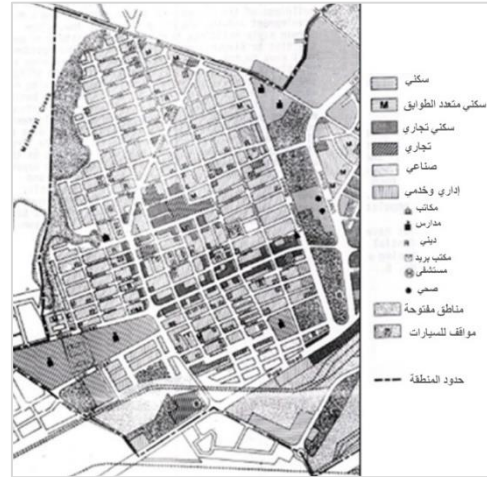 سكني
سكني متعدد الطوابق
سكني تجاري
تجاري
صناعي
إداري وخدمي
مكاتب
مدارس
ديني
مكتب بريد
مستشفى
صحي
مناطق مفتوحة
مواقف للسيارات
حدود المنطقة
M